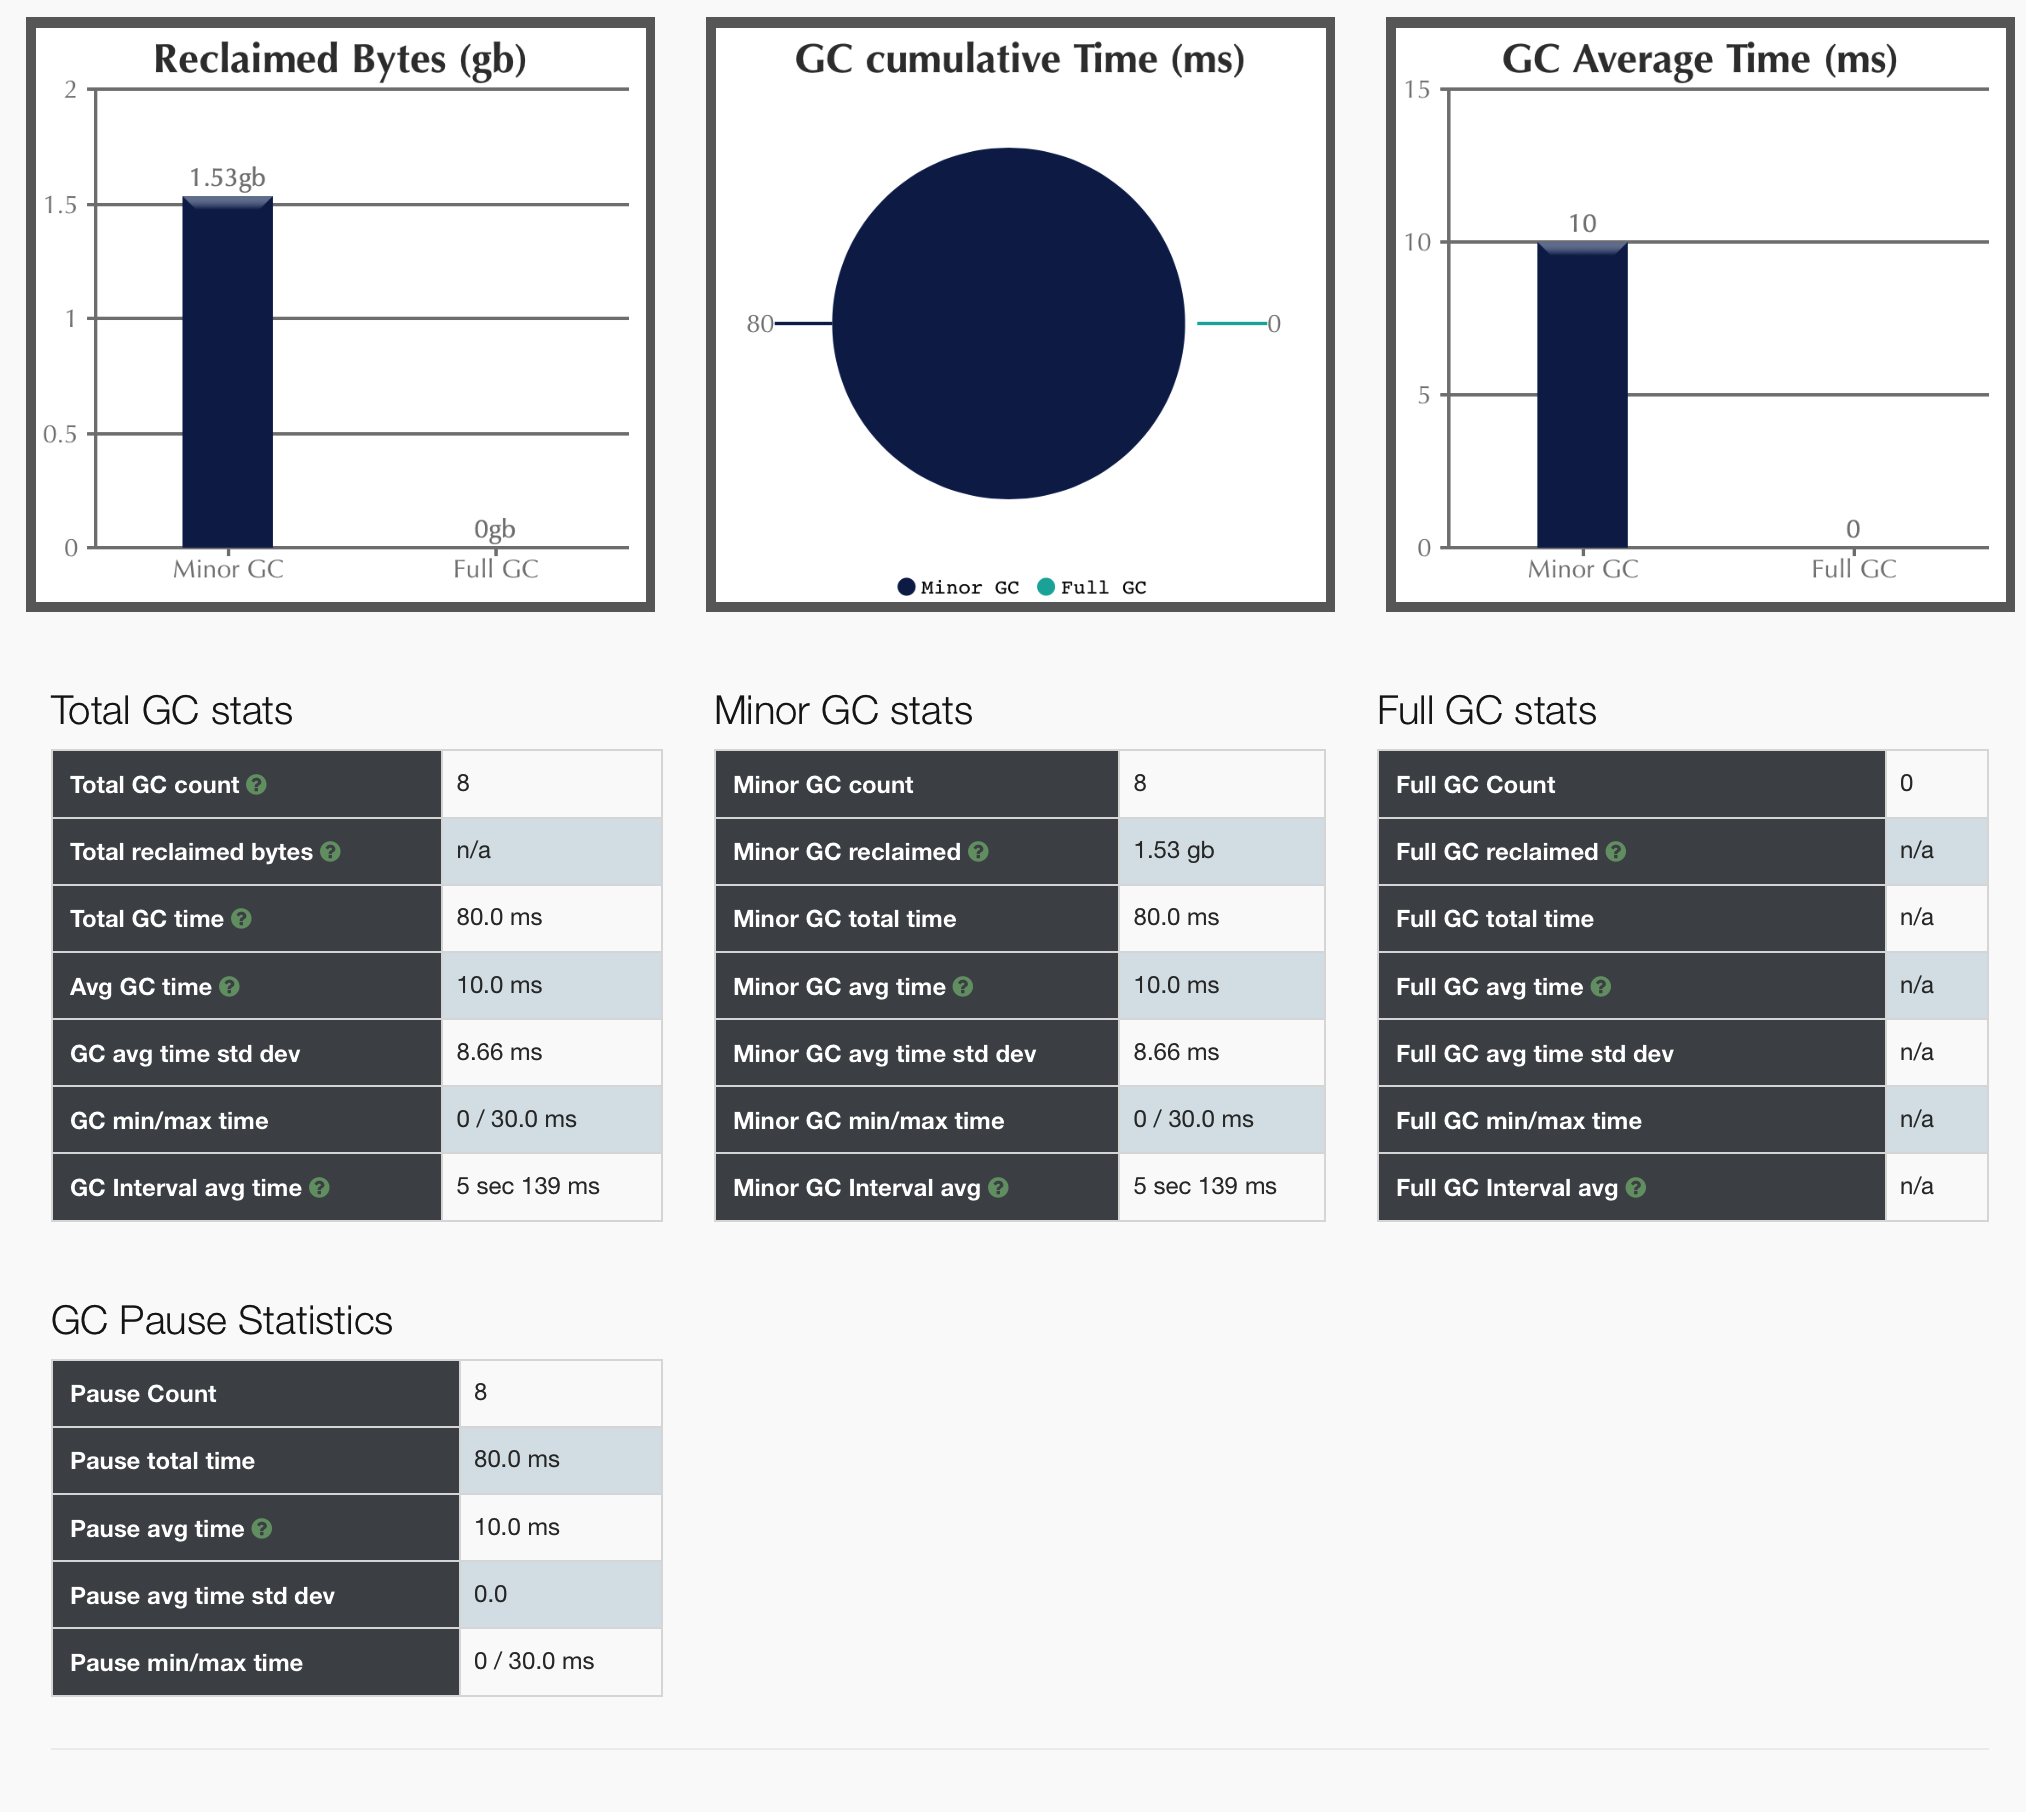 Reclaimed Bytes (gb)
2
1.5
1
0.5
0
1.53gb
0gb
Minor GC
Full GC
GC cumulative Time (ms)
80
0
Minor GC Full GC
GC Average Time (ms)
15
10
5
0
10
0
Minor GC
Full GC
Total GC stats
Total GC count ? 8
Total reclaimed bytes ? n/a
Total GC time ? 80.0 ms
Avg GC time ? 10.0 ms
GC avg time std dev 8.66 ms
GC min/max time 0 / 30.0 ms
GC Interval avg time ? 5 sec 139 ms
Minor GC stats
Minor GC count 8
Minor GC reclaimed ? 1.53 gb
Minor GC total time 80.0 ms
Minor GC avg time ? 10.0 ms
Minor GC avg time std dev 8.66 ms
Minor GC min/max time 0 / 30.0 ms
Minor GC Interval avg ? 5 sec 139 ms
Full GC stats
Full GC Count 0
Full GC reclaimed ? n/a
Full GC total time n/a
Full GC avg time ? n/a
Full GC avg time std dev n/a
Full GC min/max time n/a
Full GC Interval avg ? n/a
GC Pause Statistics
Pause Count 8
Pause total time 80.0 ms
Pause avg time ? 10.0 ms
Pause avg time std dev 0.0
Pause min/max time 0 / 30.0 ms